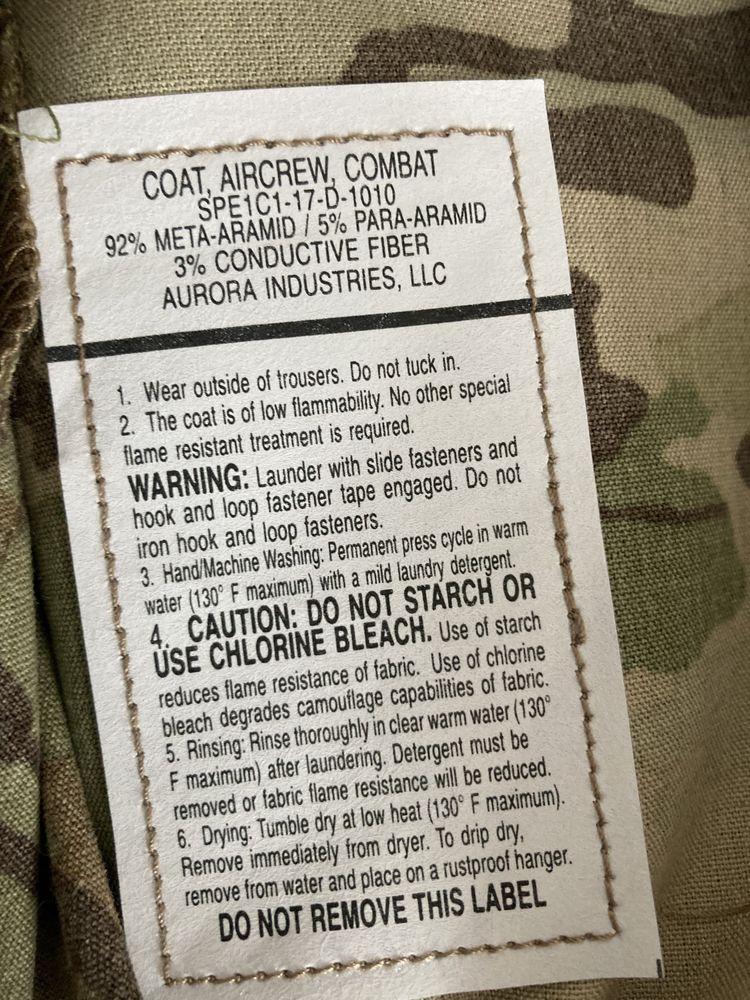 COAT, AIRCREW, COMBAT
SPE1C1-17-D-1010
92% META-ARAMID / 5% PARA-ARAMID
3% CONDUCTIVE FIBER
AURORA INDUSTRIES, LLC
1. Wear outside of trousers. Do not tuck in.
2. The coat is of low flammability. No other special
flame resistant treatment is required.
WARNING: Launder with slide fasteners and
hook and loop fastener tape engaged. Do not
iron hook and loop fasteners.
3. Hand/Machine Washing: Permanent press cycle in warm
water (130° F maximum) with a mild laundry detergent.
4. CAUTION: DO NOT STARCH OR
USE CHLORINE BLEACH. Use of starch
reduces flame resistance of fabric. Use of chlorine
bleach degrades camouflage capabilities of fabric.
5. Rinsing: Rinse thoroughly in clear warm water (130°
F maximum) after laundering. Detergent must be
removed or fabric flame resistance will be reduced.
6. Drying: Tumble dry at low heat (130° F maximum).
Remove immediately from dryer. To drip dry,
remove from water and place on a rustproof hanger.
DO NOT REMOVE THIS LABEL